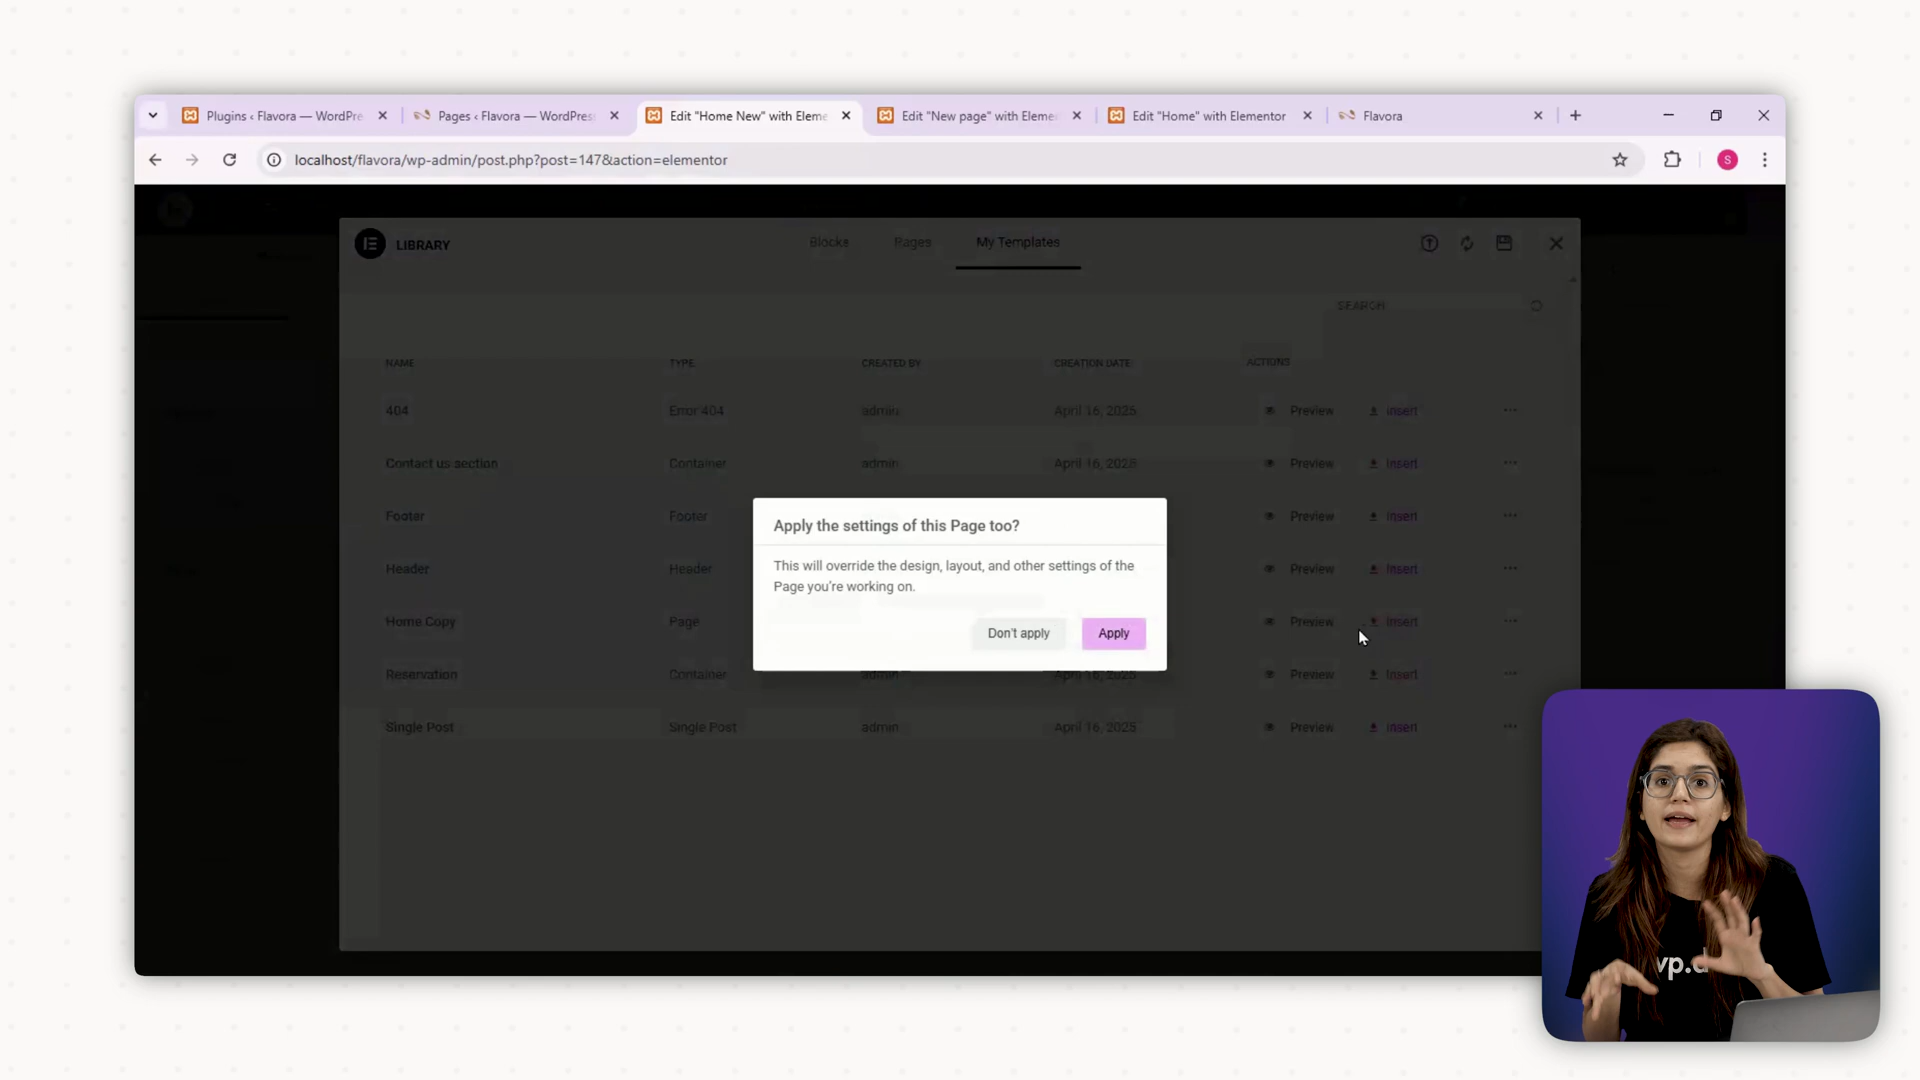 Plugins ‹ Flavora — WordPre
Pages ‹ Flavora — WordPress
Edit "Home New" with Eleme
Edit "New page" with Elemen
Edit "Home" with Elementor
Flavora
localhost/flavora/wp-admin/post.php?post=147&action=elementor
S
LIBRARY
Blocks
Pages
My Templates
SEARCH
NAME TYPE CREATED BY CREATION DATE ACTIONS
404 Error 404 admin April 16, 2025 Preview Insert
Contact us section Container admin April 16, 2025 Preview Insert
Footer Footer Preview Insert
Header Header Preview Insert
Home Copy Page Preview Insert
Reservation Container admin April 16, 2025 Preview Insert
Single Post Single Post admin April 16, 2025 Preview Insert
Apply the settings of this Page too?
This will override the design, layout, and other settings of the
Page you're working on.
Don't apply
Apply